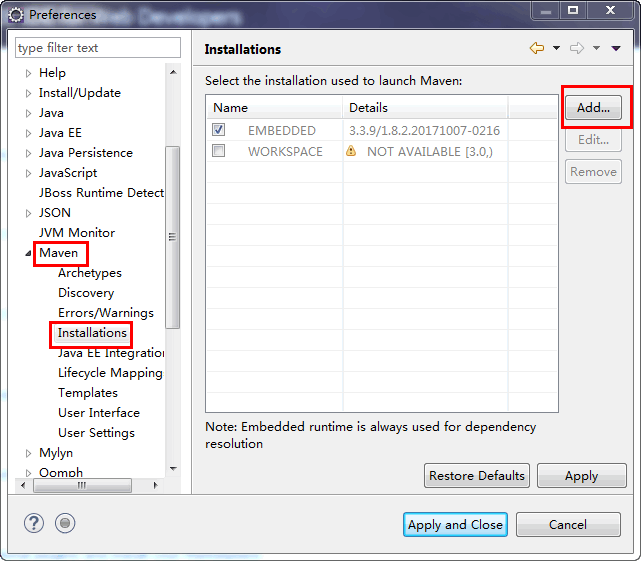 Preferences
type filter text
Help
Install/Update
Java
Java EE
Java Persistence
JavaScript
JBoss Runtime Detect
JSON
JVM Monitor
Maven
Archetypes
Discovery
Errors/Warnings
Installations
Java EE Integration
Lifecycle Mapping
Templates
User Interface
User Settings
Mylyn
Oomph
Installations
Select the installation used to launch Maven:
Name Details
EMBEDDED 3.3.9/1.8.2.20171007-0216
WORKSPACE NOT AVAILABLE [3.0,)
Add...
Edit...
Remove
Note: Embedded runtime is always used for dependency
resolution
Restore Defaults Apply
? Apply and Close Cancel